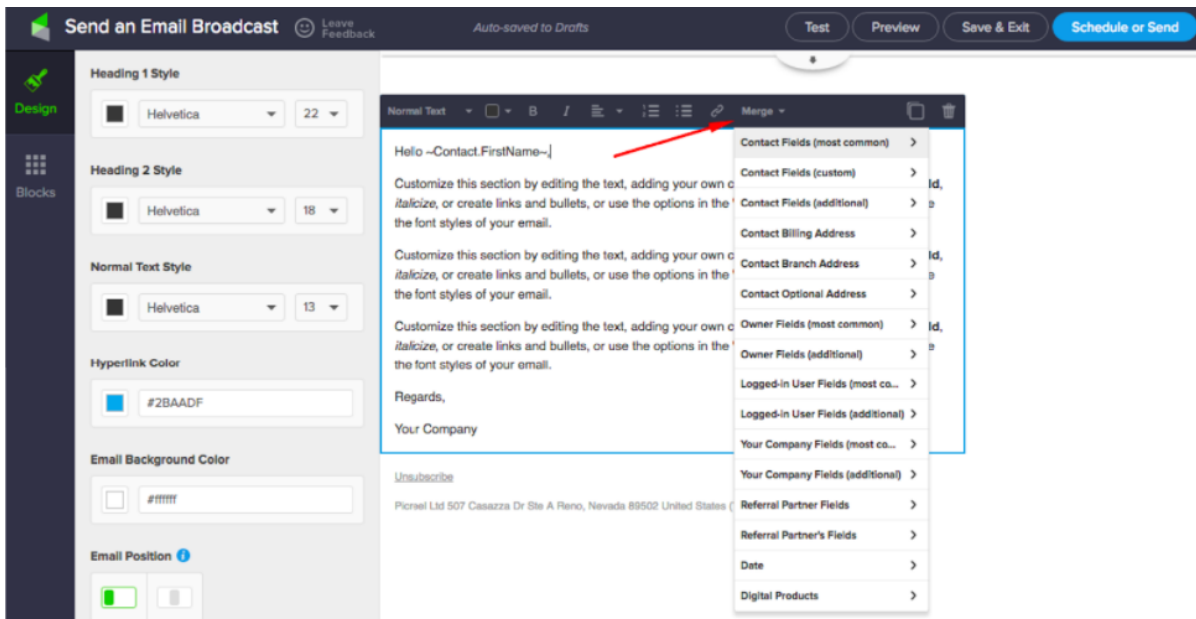 Send an Email Broadcast
Leave
Feedback
Auto-saved to Drafts
Test
Preview
Save & Exit
Schedule or Send
Design
Blocks
Heading 1 Style
Helvetica
22
Heading 2 Style
Helvetica
18
Normal Text Style
Helvetica
13
Hyperlink Color
#2BAADF
Email Background Color
#ffffff
Email Position
Normal Text
B
I
Merge
Hello ~Contact.FirstName~,
Customize this section by editing the text, adding your own c ld,
italicize, or create links and bullets, or use the options in the " e
the font styles of your email.
Customize this section by editing the text, adding your own c ld,
italicize, or create links and bullets, or use the options in the " e
the font styles of your email.
Customize this section by editing the text, adding your own c ld,
italicize, or create links and bullets, or use the options in the " e
the font styles of your email.
Regards,
Your Company
Unsubscribe
Picreel Ltd 507 Casazza Dr Ste A Reno, Nevada 89502 United States (
Contact Fields (most common)
Contact Fields (custom)
Contact Fields (additional)
Contact Billing Address
Contact Branch Address
Contact Optional Address
Owner Fields (most common)
Owner Fields (additional)
Logged-in User Fields (most co...
Logged-in User Fields (additional)
Your Company Fields (most co...
Your Company Fields (additional)
Referral Partner Fields
Referral Partner's Fields
Date
Digital Products